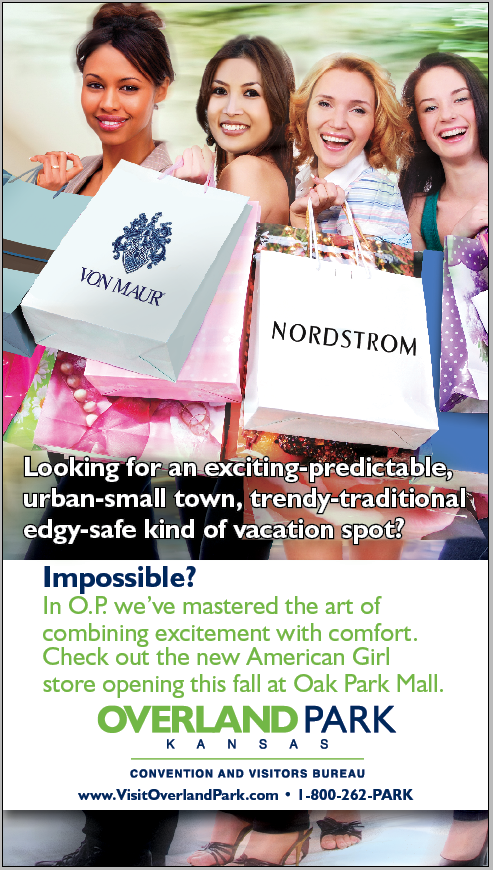 VON MAUR
NORDSTROM
Looking for an exciting-predictable,
urban-small town, trendy-traditional
edgy-safe kind of vacation spot?
Impossible?
In O.P. we've mastered the art of
combining excitement with comfort.
Check out the new American Girl
store opening this fall at Oak Park Mall.
OVERLAND PARK
KANSAS
CONVENTION AND VISITORS BUREAU
www.VisitOverlandPark.com • 1-800-262-PARK